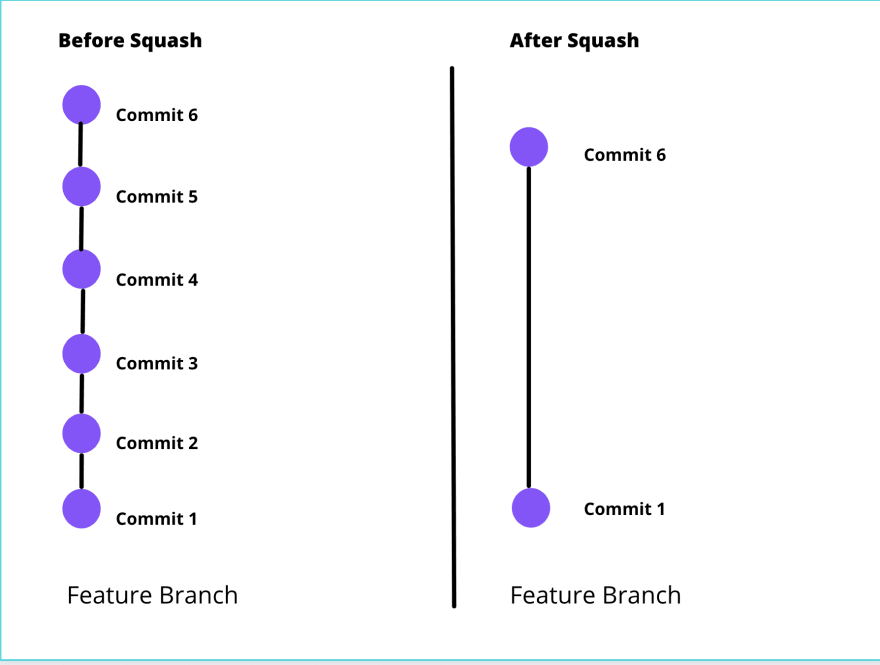 Before Squash
Commit 6
Commit 5
Commit 4
Commit 3
Commit 2
Commit 1
Feature Branch
After Squash
Commit 6
Commit 1
Feature Branch